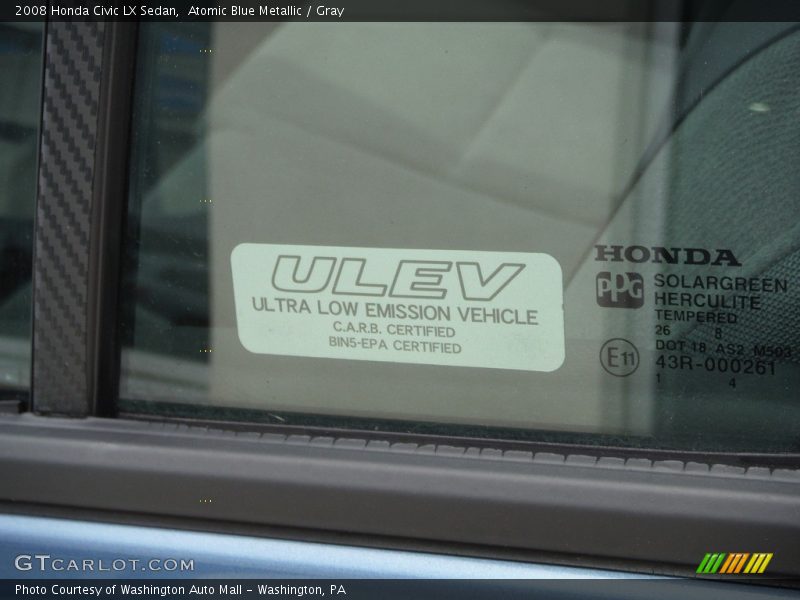 2008 Honda Civic LX Sedan, Atomic Blue Metallic / Gray
ULEV
ULTRA LOW EMISSION VEHICLE
C.A.R.B. CERTIFIED
BIN5-EPA CERTIFIED
HONDA
PPG
SOLARGREEN
HERCULITE
TEMPERED
26 8
DOT 18 AS2 M503
E11
43R-000261
1 4
GTCARLOT.COM
Photo Courtesy of Washington Auto Mall - Washington, PA